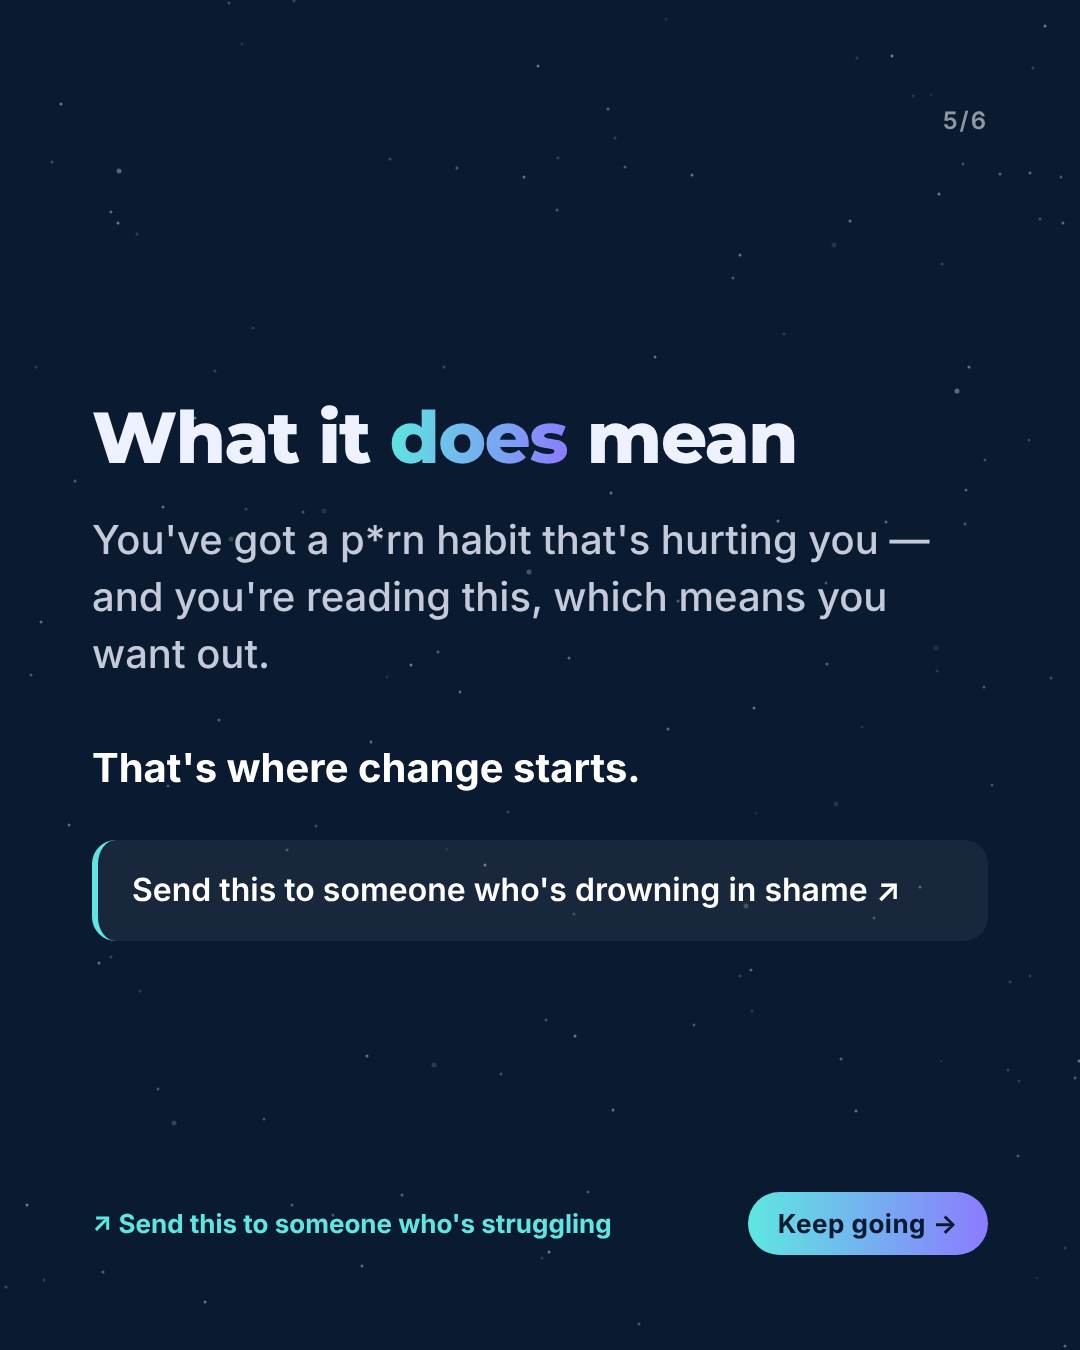 5/6
What it does mean
You've got a p*rn habit that's hurting you —
and you're reading this, which means you
want out.
That's where change starts.
Send this to someone who's drowning in shame ↗
↗ Send this to someone who's struggling
Keep going →